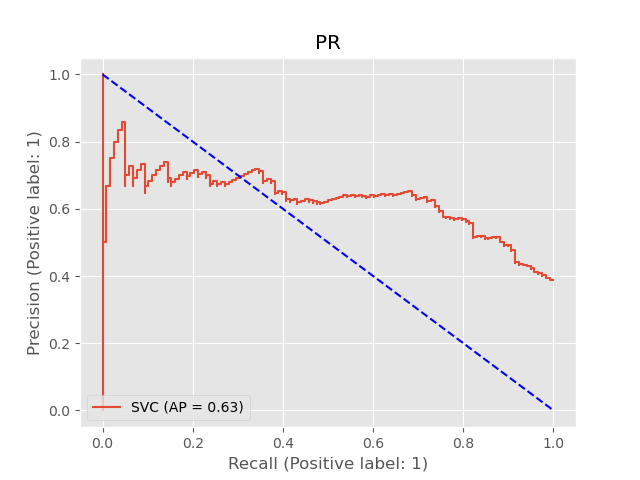 PR
Precision (Positive label: 1)
1.0
0.8
0.6
0.4
0.2
0.0
SVC (AP = 0.63)
0.0 0.2 0.4 0.6 0.8 1.0
Recall (Positive label: 1)